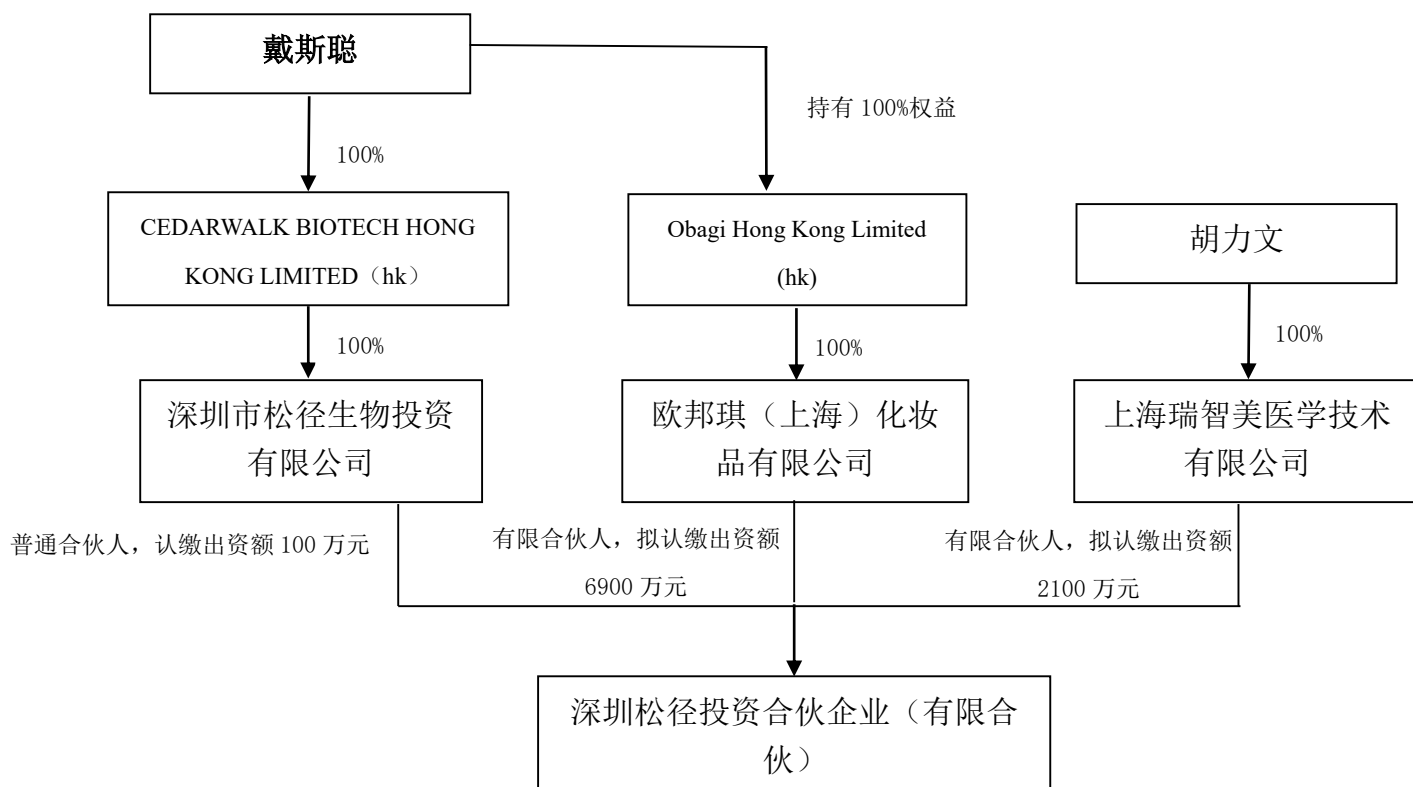 戴斯聪
持有 100%权益
100%
CEDARWALK BIOTECH HONG
KONG LIMITED（hk）
Obagi Hong Kong Limited
(hk)
胡力文
100%
100%
100%
深圳市松径生物投资
有限公司
欧邦琪（上海）化妆
品有限公司
上海瑞智美医学技术
有限公司
普通合伙人，认缴出资额 100 万元
有限合伙人，拟认缴出资额
6900 万元
有限合伙人，拟认缴出资额
2100 万元
深圳松径投资合伙企业（有限合
伙）